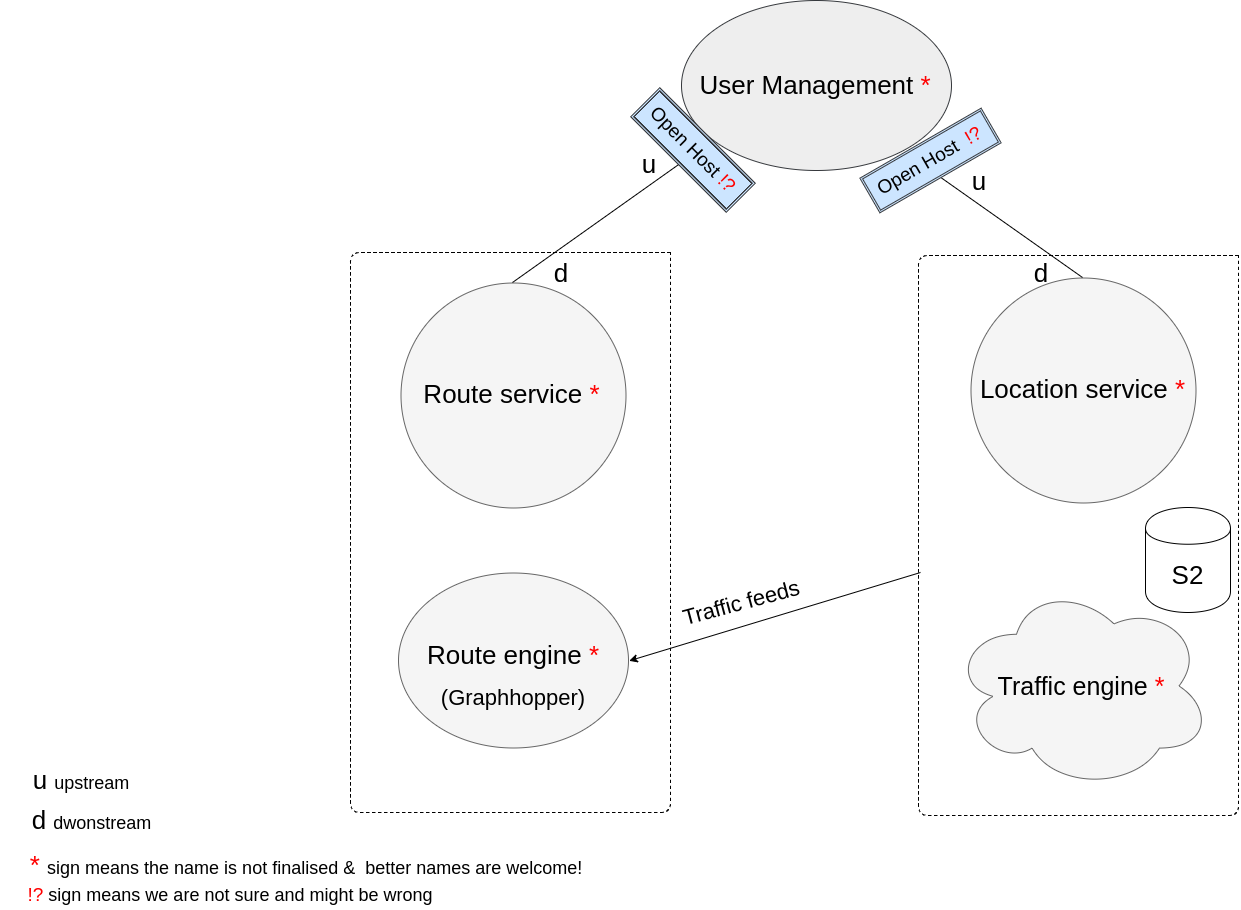 User Management *
Open Host !?
Open Host !?
u
u
d
d
Route service *
Location service *
S2
Traffic feeds
Route engine *
(Graphhopper)
Traffic engine *
u upstream
d dwonstream
* sign means the name is not finalised &  better names are welcome!
!? sign means we are not sure and might be wrong